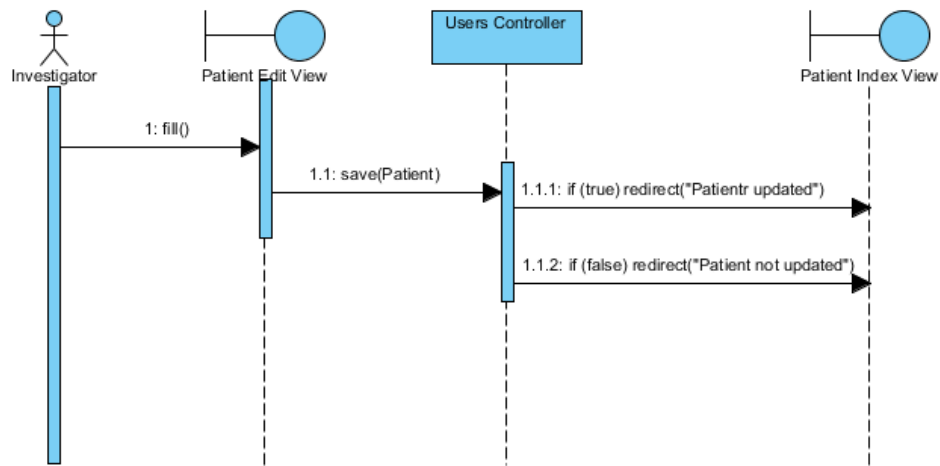 Users Controller
Investigator
Patient Edit View
Patient Index View
1: fill()
1.1: save(Patient)
1.1.1: if (true) redirect("Patientr updated")
1.1.2: if (false) redirect("Patient not updated")